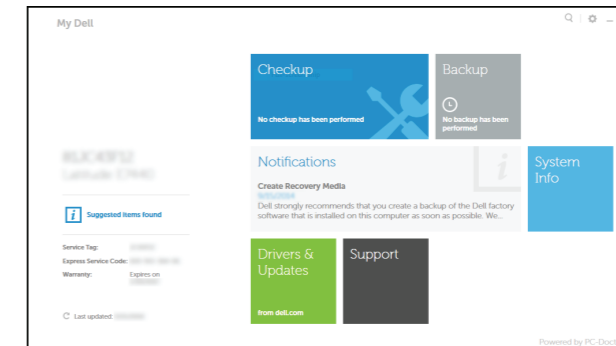 My Dell
Checkup
No checkup has been performed
Backup
No backup has been
performed
Suggested items found
Service Tag:
Express Service Code:
Warranty: Expires on
Last updated:
Notifications
Create Recovery Media
Dell strongly recommends that you create a backup of the Dell factory
software that is installed on this computer as soon as possible. We...
System
Info
Drivers &
Updates
from dell.com
Support
Powered by PC-Doct